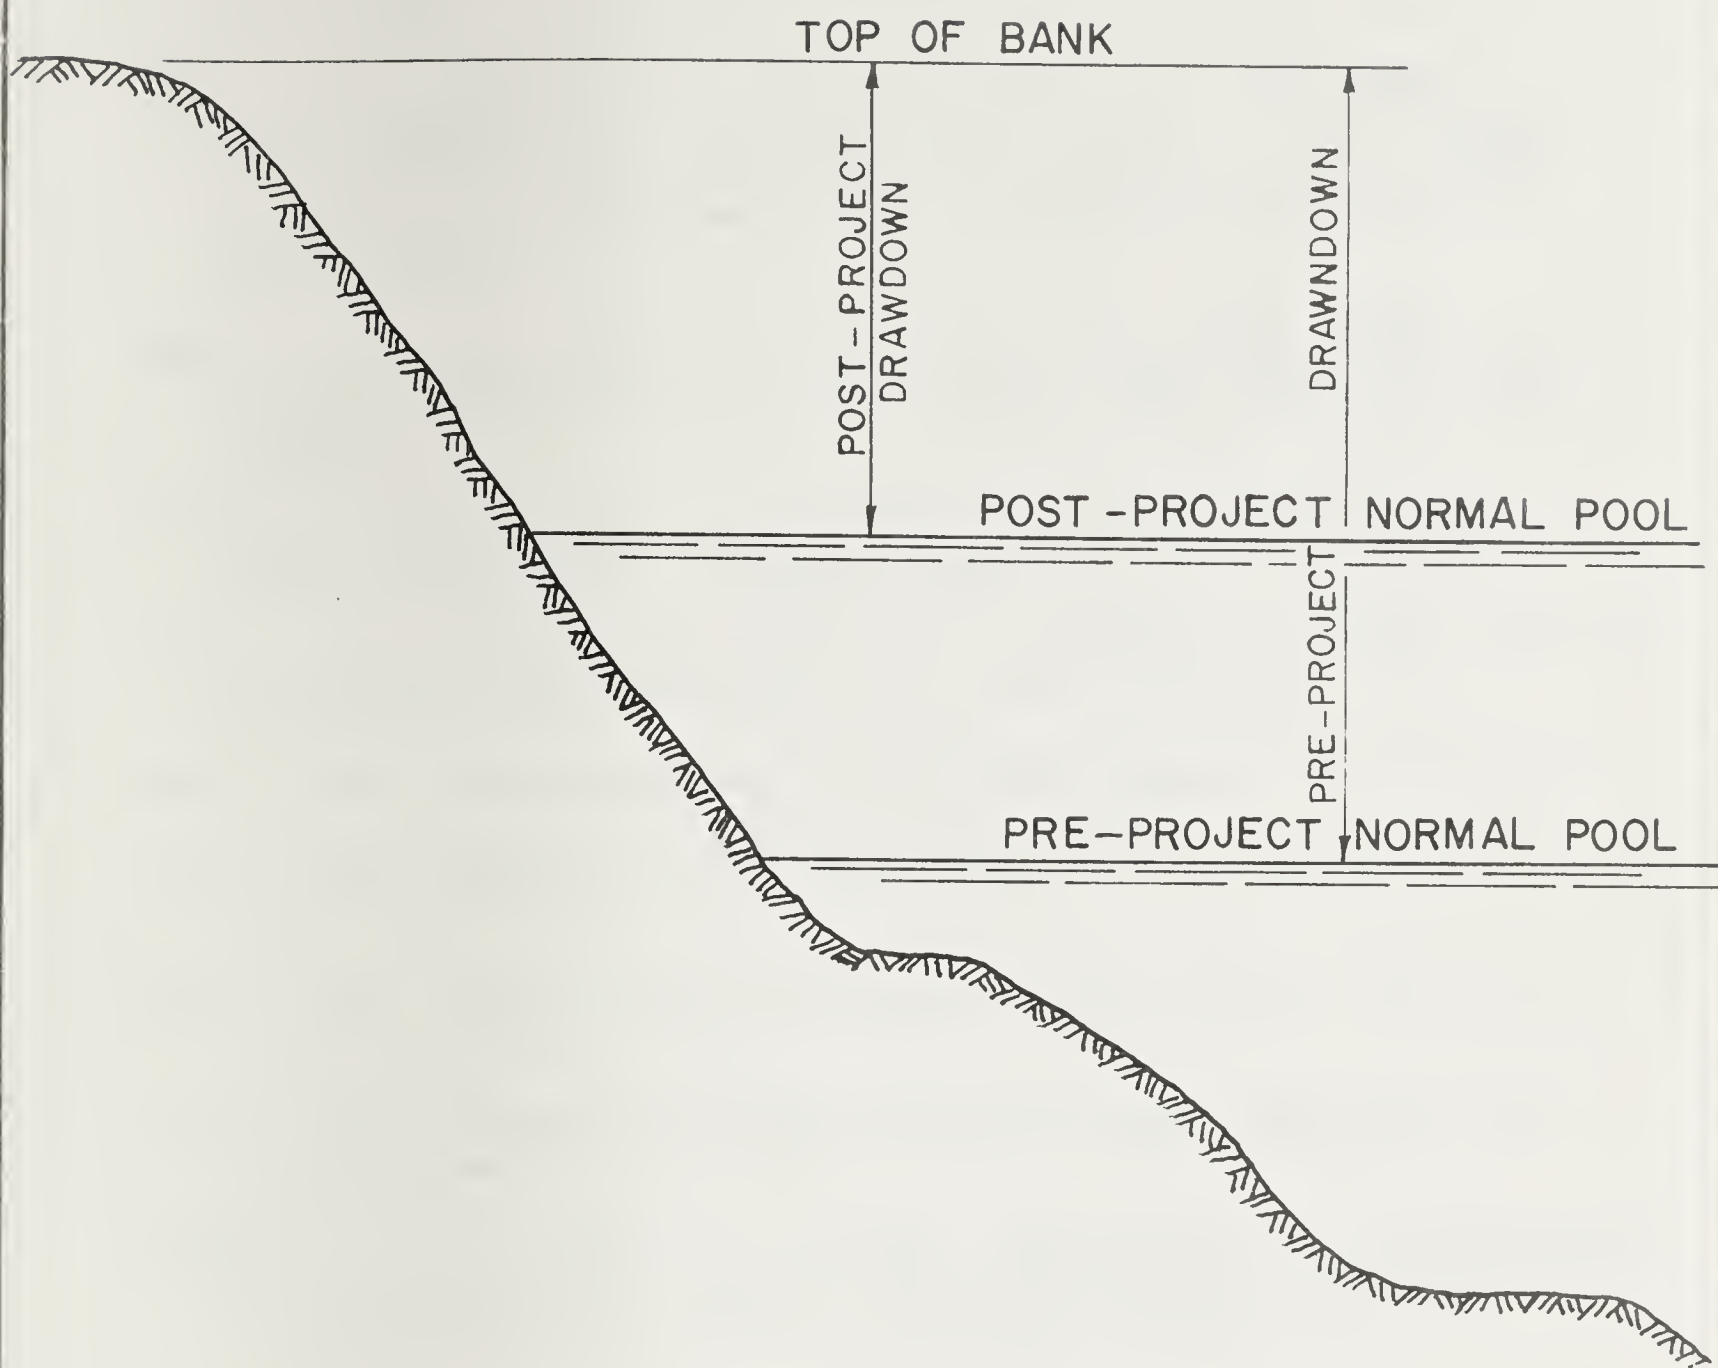 TOP OF BANK
POST-PROJECT
DRAWDOWN
DRAWNDOWN
POST-PROJECT NORMAL POOL
PRE-PROJECT
PRE-PROJECT NORMAL POOL